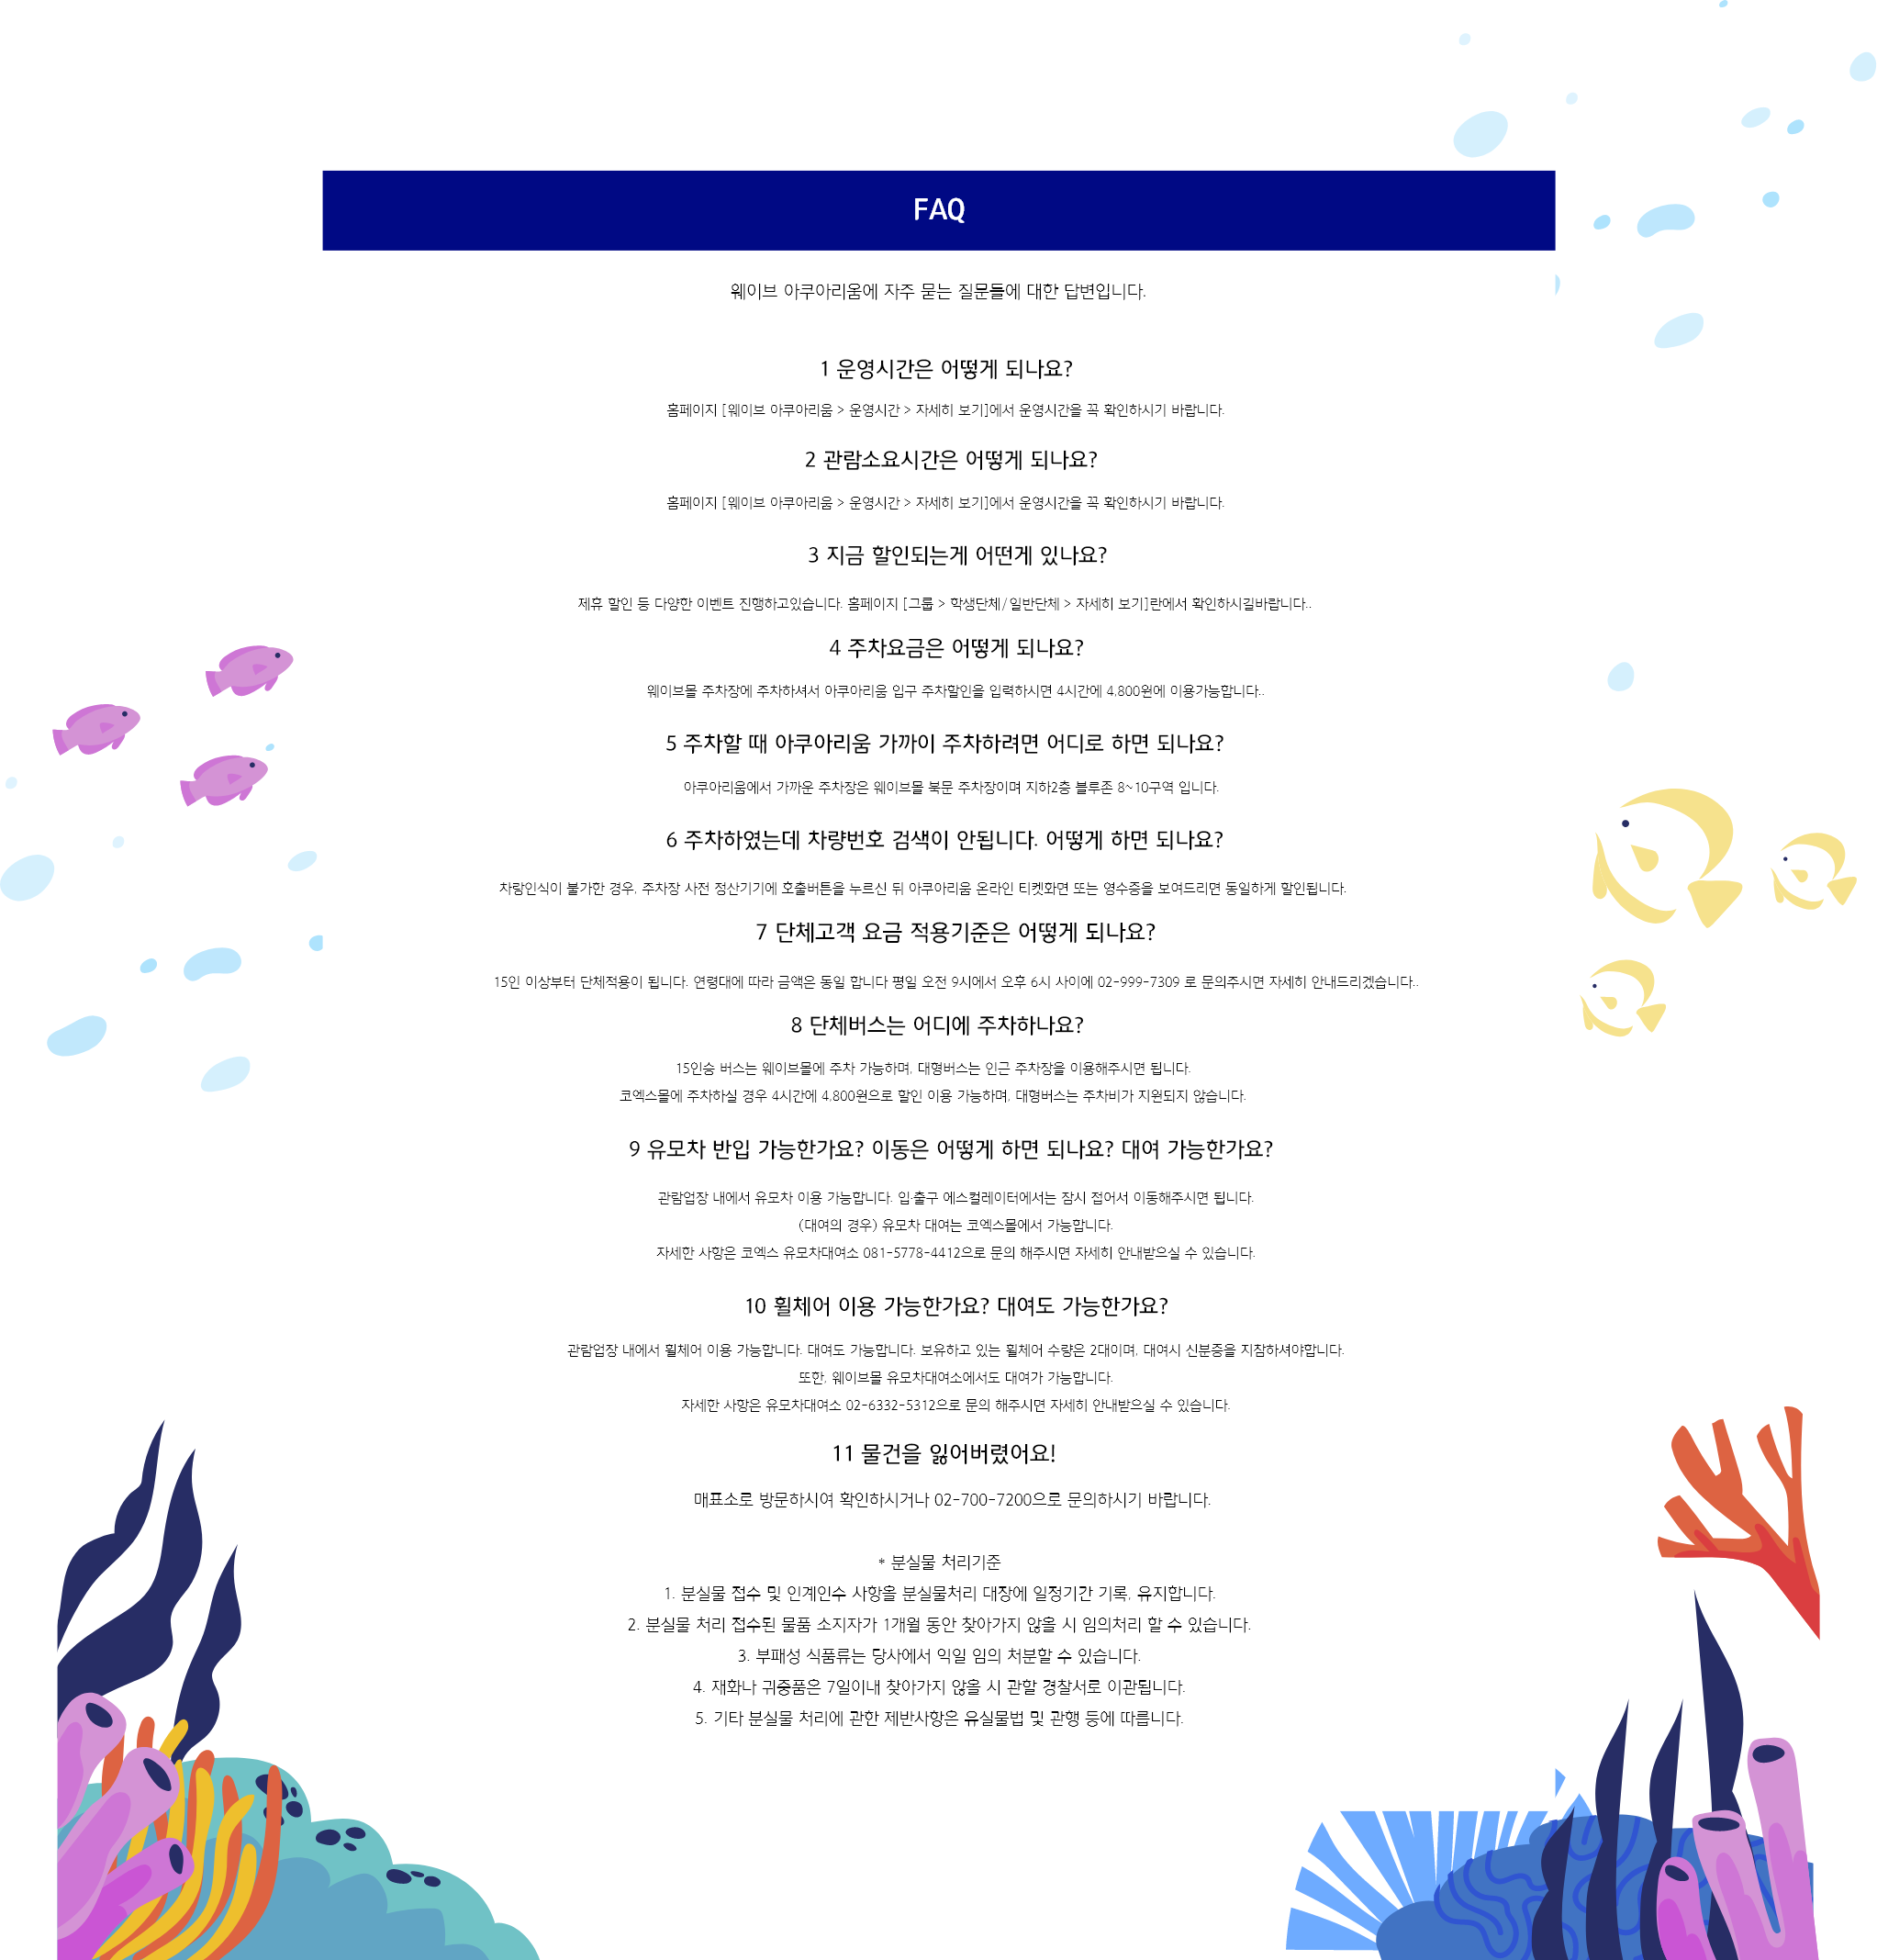 FAQ
웨이브 아쿠아리움에 자주 묻는 질문들에 대한 답변입니다.
1 운영시간은 어떻게 되나요?
홈페이지 [웨이브 아쿠아리움 > 운영시간 > 자세히 보기]에서 운영시간을 꼭 확인하시기 바랍니다.
2 관람소요시간은 어떻게 되나요?
홈페이지 [웨이브 아쿠아리움 > 운영시간 > 자세히 보기]에서 운영시간을 꼭 확인하시기 바랍니다.
3 지금 할인되는게 어떤게 있나요?
제휴 할인 등 다양한 이벤트 진행하고있습니다. 홈페이지 [그룹 > 학생단체/일반단체 > 자세히 보기]란에서 확인하시길바랍니다..
4 주차요금은 어떻게 되나요?
웨이브몰 주차장에 주차하셔서 아쿠아리움 입구 주차할인을 입력하시면 4시간에 4,800원에 이용가능합니다..
5 주차할 때 아쿠아리움 가까이 주차하려면 어디로 하면 되나요?
아쿠아리움에서 가까운 주차장은 웨이브몰 북문 주차장이며 지하2층 블루존 8~10구역 입니다.
6 주차하였는데 차량번호 검색이 안됩니다. 어떻게 하면 되나요?
차랑인식이 불가한 경우, 주차장 사전 정산기기에 호출버튼을 누르신 뒤 아쿠아리움 온라인 티켓화면 또는 영수증을 보여드리면 동일하게 할인됩니다.
7 단체고객 요금 적용기준은 어떻게 되나요?
15인 이상부터 단체적용이 됩니다. 연령대에 따라 금액은 동일 합니다 평일 오전 9시에서 오후 6시 사이에 02-999-7309 로 문의주시면 자세히 안내드리겠습니다..
8 단체버스는 어디에 주차하나요?
15인승 버스는 웨이브몰에 주차 가능하며, 대형버스는 인근 주차장을 이용해주시면 됩니다.
코엑스몰에 주차하실 경우 4시간에 4,800원으로 할인 이용 가능하며, 대형버스는 주차비가 지원되지 않습니다.
9 유모차 반입 가능한가요? 이동은 어떻게 하면 되나요? 대여 가능한가요?
관람업장 내에서 유모차 이용 가능합니다. 입·출구 에스컬레이터에서는 잠시 접어서 이동해주시면 됩니다.
(대여의 경우) 유모차 대여는 코엑스몰에서 가능합니다.
자세한 사항은 코엑스 유모차대여소 081-5778-4412으로 문의 해주시면 자세히 안내받으실 수 있습니다.
10 휠체어 이용 가능한가요? 대여도 가능한가요?
관람업장 내에서 휠체어 이용 가능합니다. 대여도 가능합니다. 보유하고 있는 휠체어 수량은 2대이며, 대여시 신분증을 지참하셔야합니다.
또한, 웨이브몰 유모차대여소에서도 대여가 가능합니다.
자세한 사항은 유모차대여소 02-6332-5312으로 문의 해주시면 자세히 안내받으실 수 있습니다.
11 물건을 잃어버렸어요!
매표소로 방문하시여 확인하시거나 02-700-7200으로 문의하시기 바랍니다.
* 분실물 처리기준
1. 분실물 접수 및 인계인수 사항을 분실물처리 대장에 일정기간 기록, 유지합니다.
2. 분실물 처리 접수된 물품 소지자가 1개월 동안 찾아가지 않을 시 임의처리 할 수 있습니다.
3. 부패성 식품류는 당사에서 익일 임의 처분할 수 있습니다.
4. 재화나 귀중품은 7일이내 찾아가지 않을 시 관할 경찰서로 이관됩니다.
5. 기타 분실물 처리에 관한 제반사항은 유실물법 및 관행 등에 따릅니다.